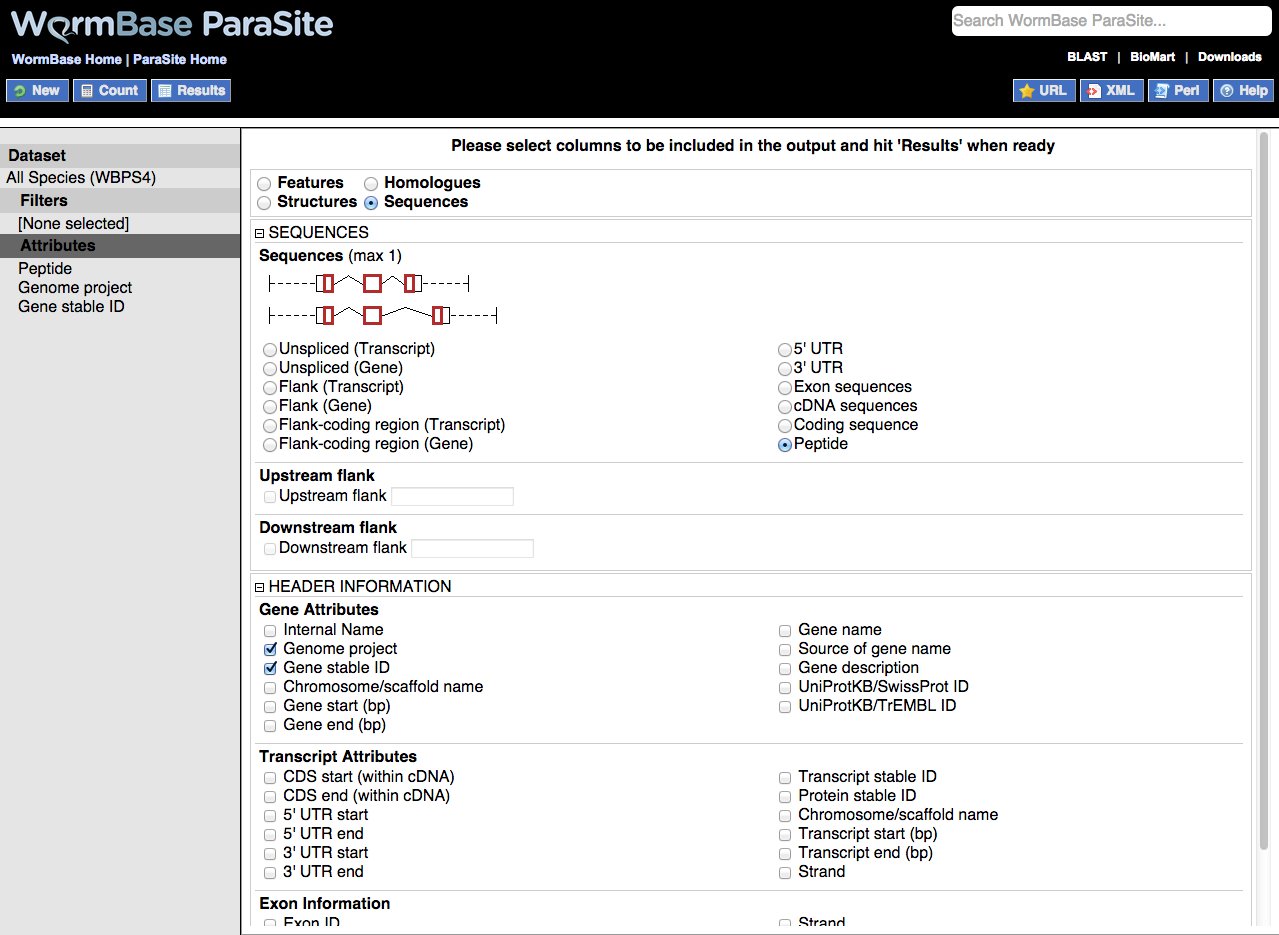 WormBase ParaSite
Search WormBase ParaSite...
WormBase Home | ParaSite Home
BLAST | BioMart | Downloads
New Count Results
URL XML Perl Help
Please select columns to be included in the output and hit 'Results' when ready
Dataset
All Species (WBPS4)
Filters
[None selected]
Attributes
Peptide
Genome project
Gene stable ID
Features Homologues
Structures Sequences
SEQUENCES
Sequences (max 1)
Unspliced (Transcript)
Unspliced (Gene)
Flank (Transcript)
Flank (Gene)
Flank-coding region (Transcript)
Flank-coding region (Gene)
5' UTR
3' UTR
Exon sequences
cDNA sequences
Coding sequence
Peptide
Upstream flank
Upstream flank
Downstream flank
Downstream flank
HEADER INFORMATION
Gene Attributes
Internal Name
Genome project
Gene stable ID
Chromosome/scaffold name
Gene start (bp)
Gene end (bp)
Gene name
Source of gene name
Gene description
UniProtKB/SwissProt ID
UniProtKB/TrEMBL ID
Transcript Attributes
CDS start (within cDNA)
CDS end (within cDNA)
5' UTR start
5' UTR end
3' UTR start
3' UTR end
Transcript stable ID
Protein stable ID
Chromosome/scaffold name
Transcript start (bp)
Transcript end (bp)
Strand
Exon Information
Exon ID
Strand